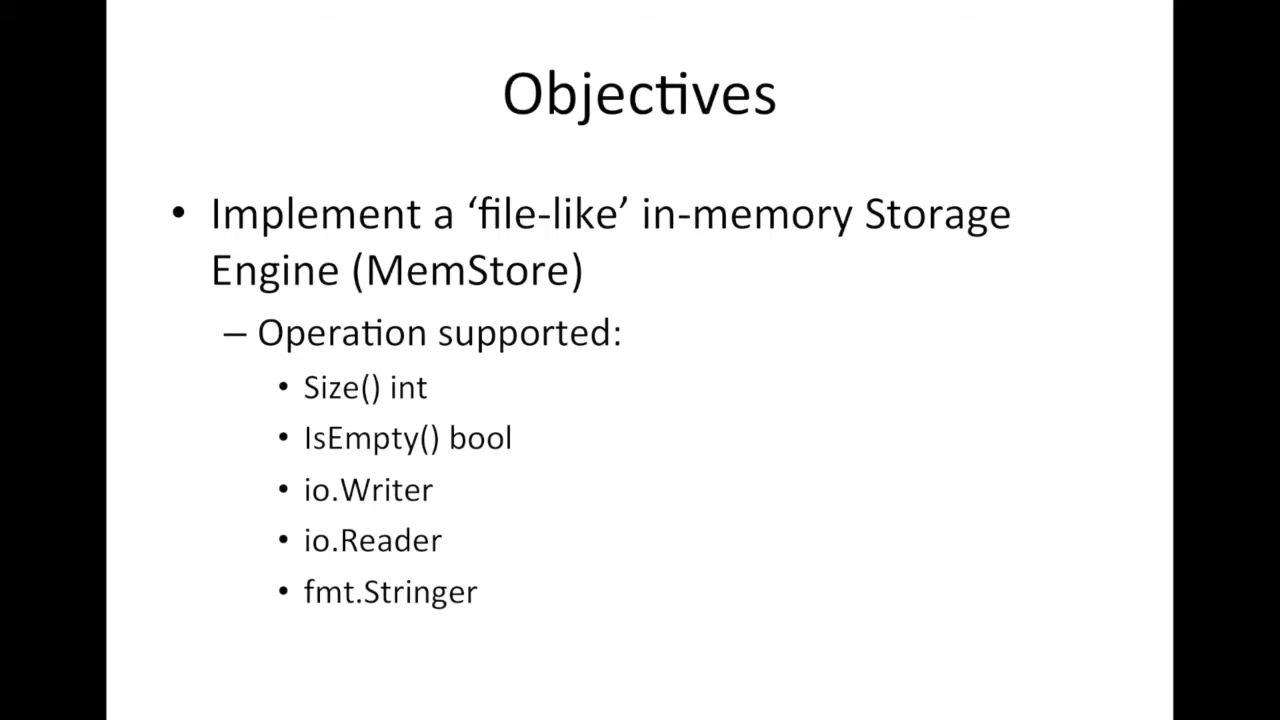 Objectives
• Implement a ‘file-like’ in-memory Storage
Engine (MemStore)
– Operation supported:
• Size() int
• IsEmpty() bool
• io.Writer
• io.Reader
• fmt.Stringer